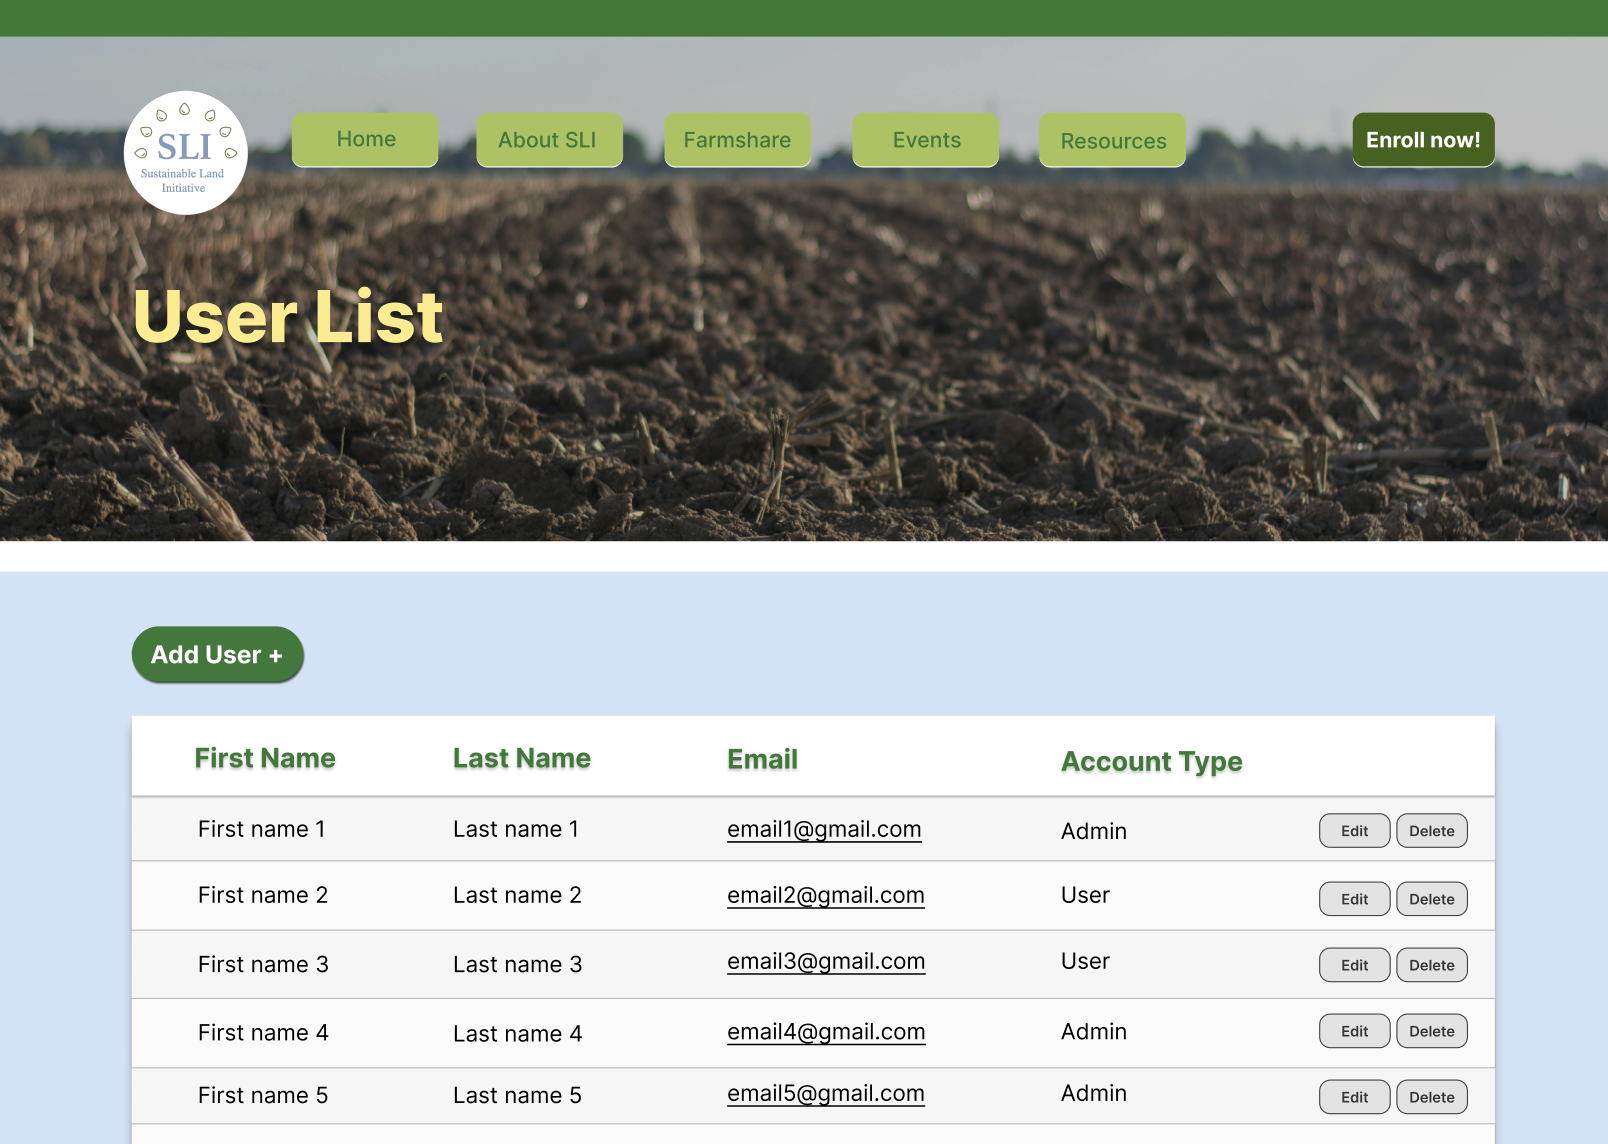 SLI
Sustainable Land
Initiative
Home
About SLI
Farmshare
Events
Resources
Enroll now!
User List
Add User +
First Name Last Name Email Account Type
First name 1 Last name 1 email1@gmail.com Admin Edit Delete
First name 2 Last name 2 email2@gmail.com User Edit Delete
First name 3 Last name 3 email3@gmail.com User Edit Delete
First name 4 Last name 4 email4@gmail.com Admin Edit Delete
First name 5 Last name 5 email5@gmail.com Admin Edit Delete